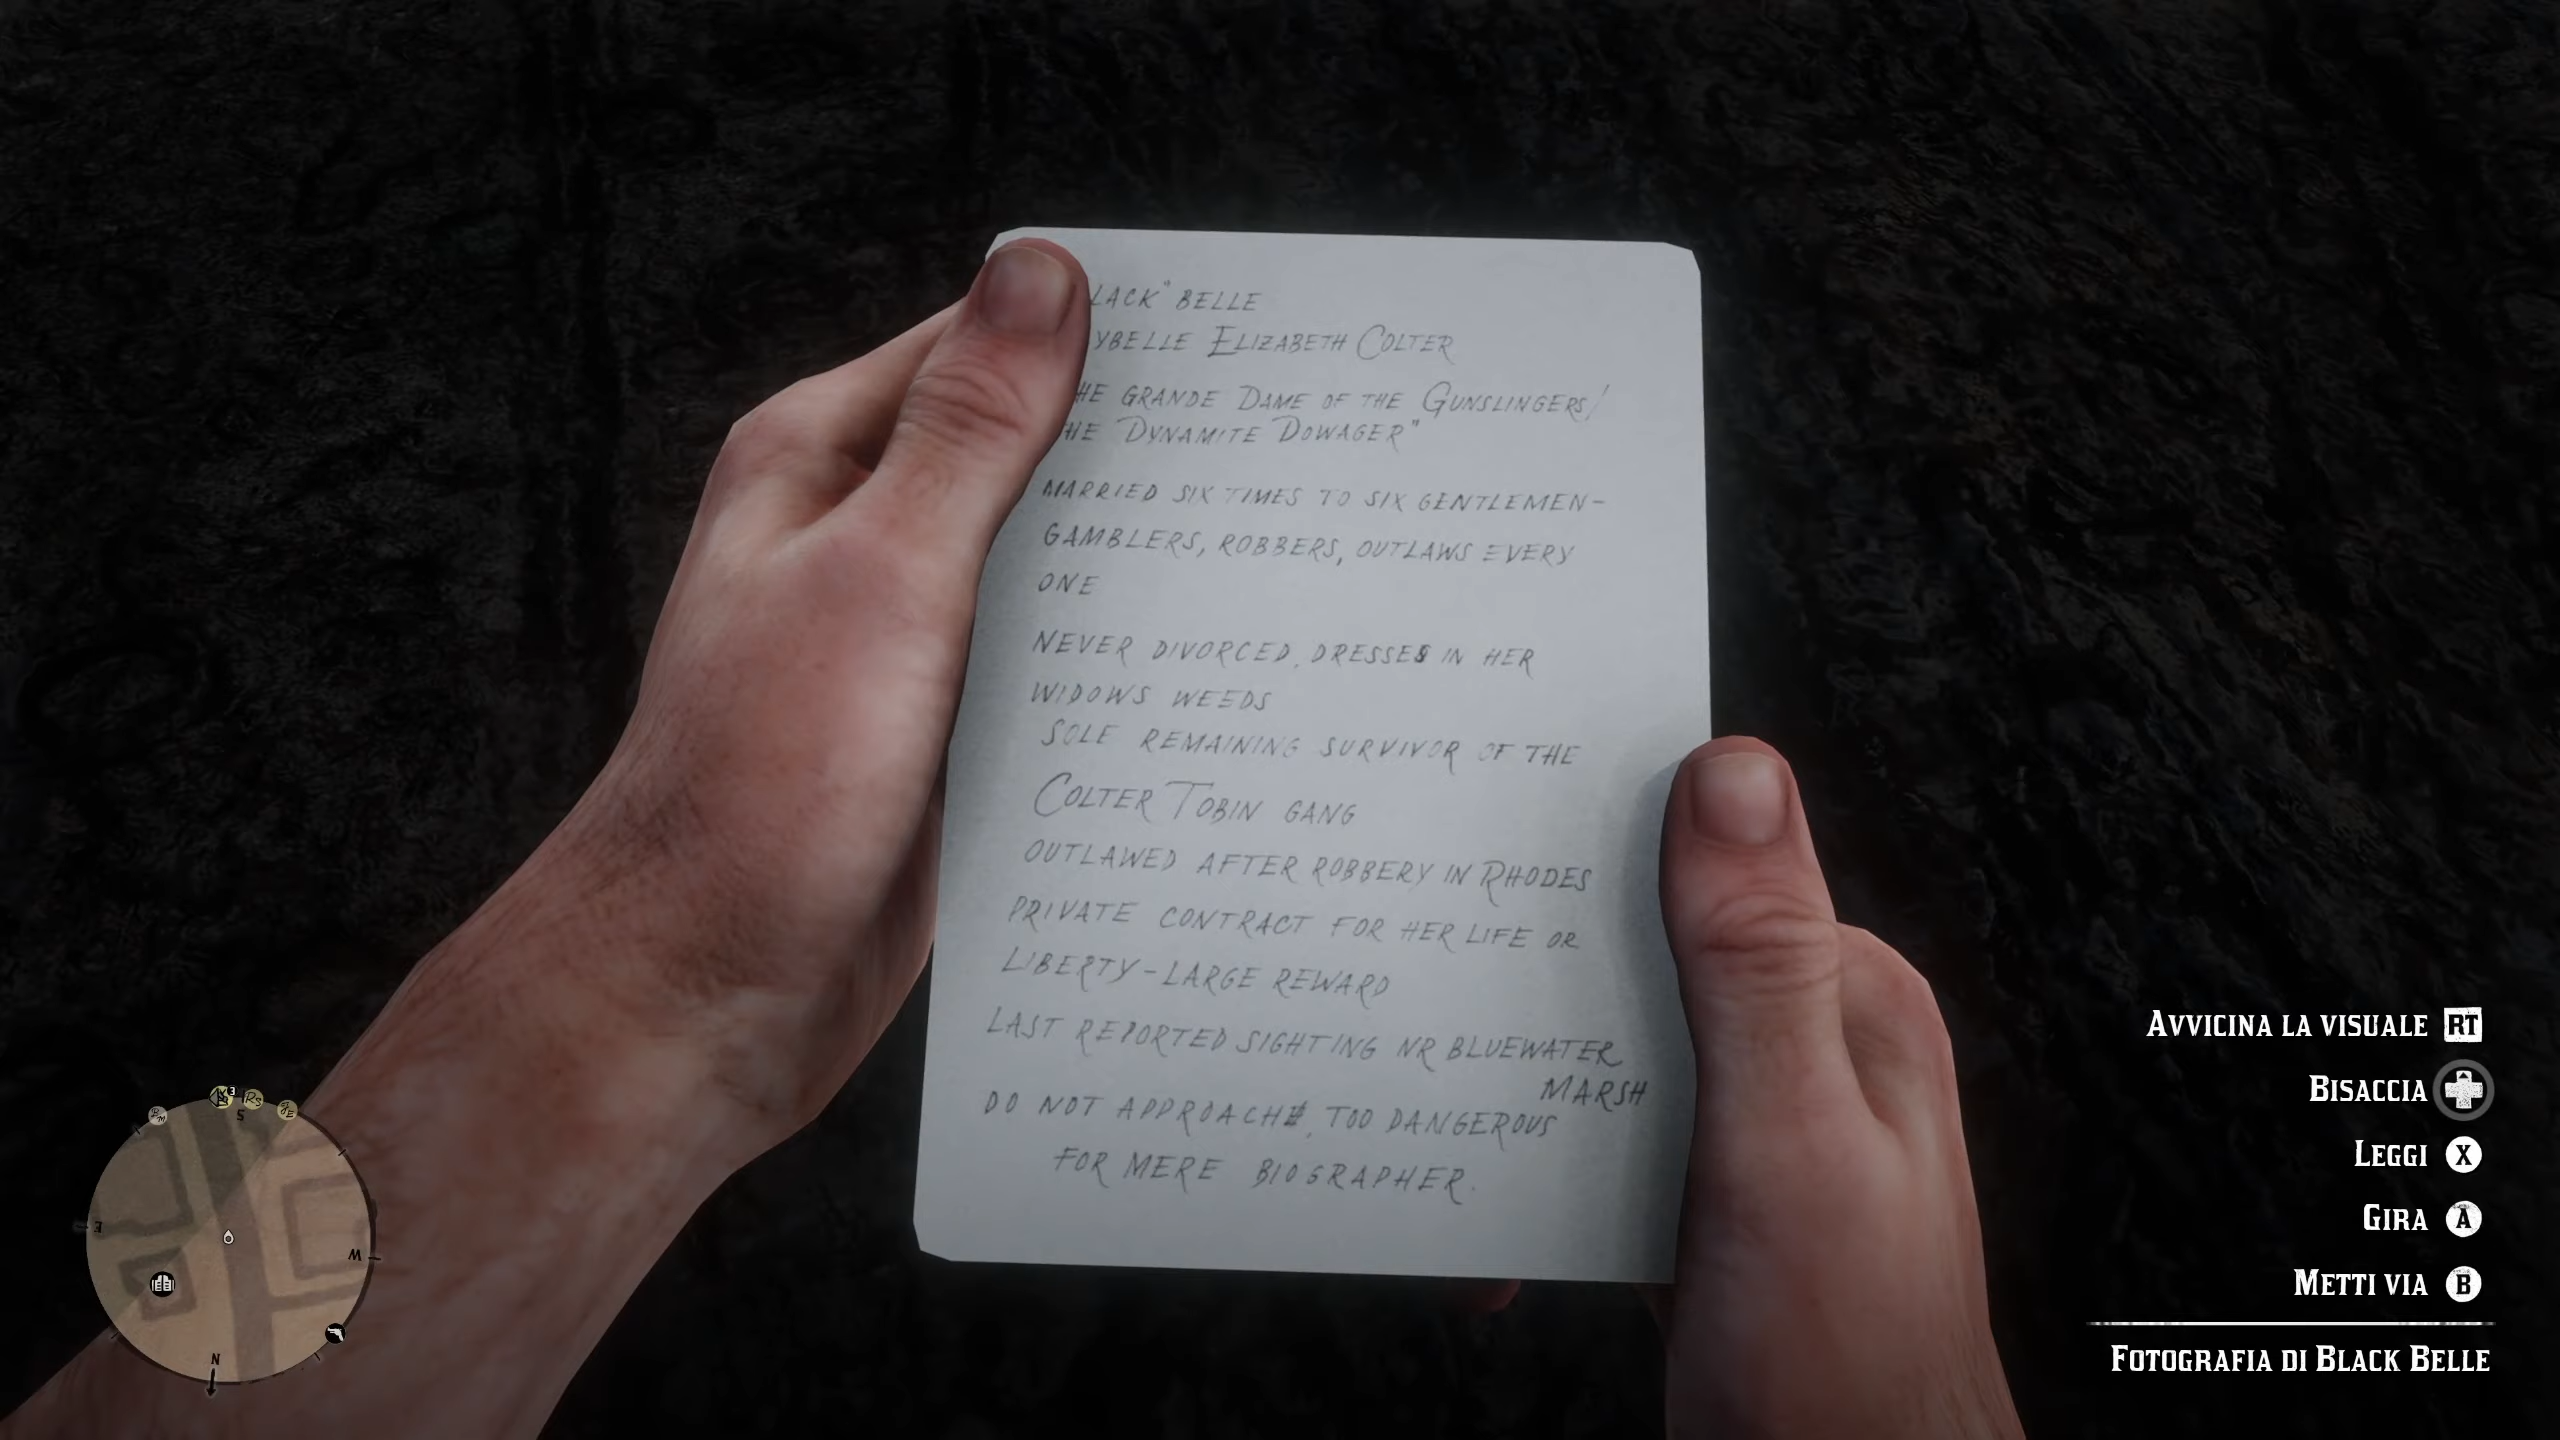 LACK" BELLE
YBELLE ELIZABETH COLTER
HE GRANDE DAME OF THE GUNSLINGERS/
HE DYNAMITE DOWAGER"
MARRIED SIX TIMES TO SIX GENTLEMEN-
GAMBLERS, ROBBERS, OUTLAWS EVERY
ONE
NEVER DIVORCED, DRESSES IN HER
WIDOWS WEEDS
SOLE REMAINING SURVIVOR OF THE
COLTER TOBIN GANG
OUTLAWED AFTER ROBBERY IN RHODES
PRIVATE CONTRACT FOR HER LIFE OR
LIBERTY-LARGE REWARD
LAST REPORTED SIGHTING NR BLUEWATER
MARSH
DO NOT APPROACH, TOO DANGEROUS
FOR MERE BIOGRAPHER.
AVVICINA LA VISUALE RT
BISACCIA
LEGGI X
GIRA A
METTI VIA B
FOTOGRAFIA DI BLACK BELLE
3
RS
S
E
W
N